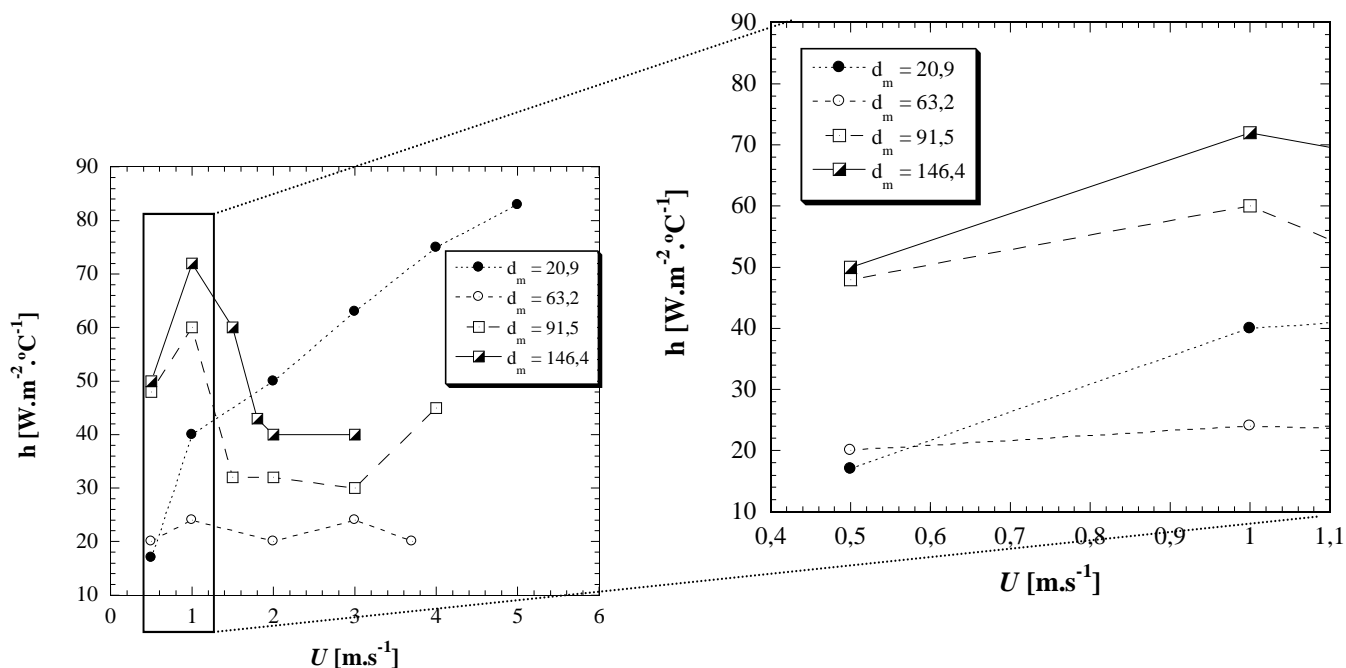 90
80
70
60
50
40
30
20
10
0 1 2 3 4 5 6
h [W.m-2.ºC-1]
U [m.s-1]
dm = 20,9
dm = 63,2
dm = 91,5
dm = 146,4
90
80
70
60
50
40
30
20
10
0,4 0,5 0,6 0,7 0,8 0,9 1 1,1
h [W.m-2.ºC-1]
U [m.s-1]
dm = 20,9
dm = 63,2
dm = 91,5
dm = 146,4